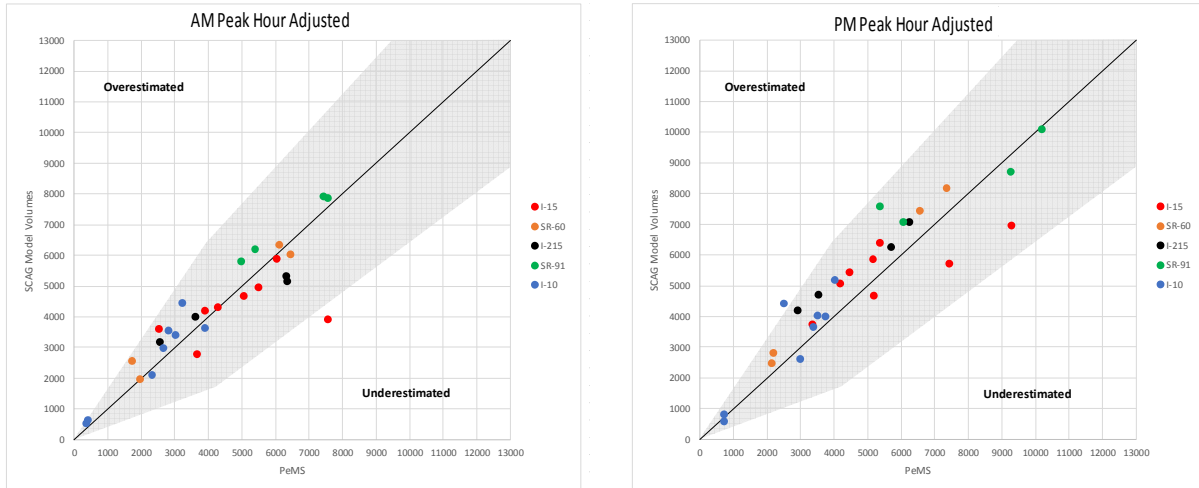 AM Peak Hour Adjusted
13000
12000
11000
10000
9000
8000
7000
6000
5000
4000
3000
2000
1000
0
SCAG Model Volumes
Overestimated
Underestimated
I-15
SR-60
I-215
SR-91
I-10
0 1000 2000 3000 4000 5000 6000 7000 8000 9000 10000 11000 12000 13000
PeMS
PM Peak Hour Adjusted
13000
12000
11000
10000
9000
8000
7000
6000
5000
4000
3000
2000
1000
0
SCAG Model Volumes
Overestimated
Underestimated
I-15
SR-60
I-215
SR-91
I-10
0 1000 2000 3000 4000 5000 6000 7000 8000 9000 10000 11000 12000 13000
PeMS